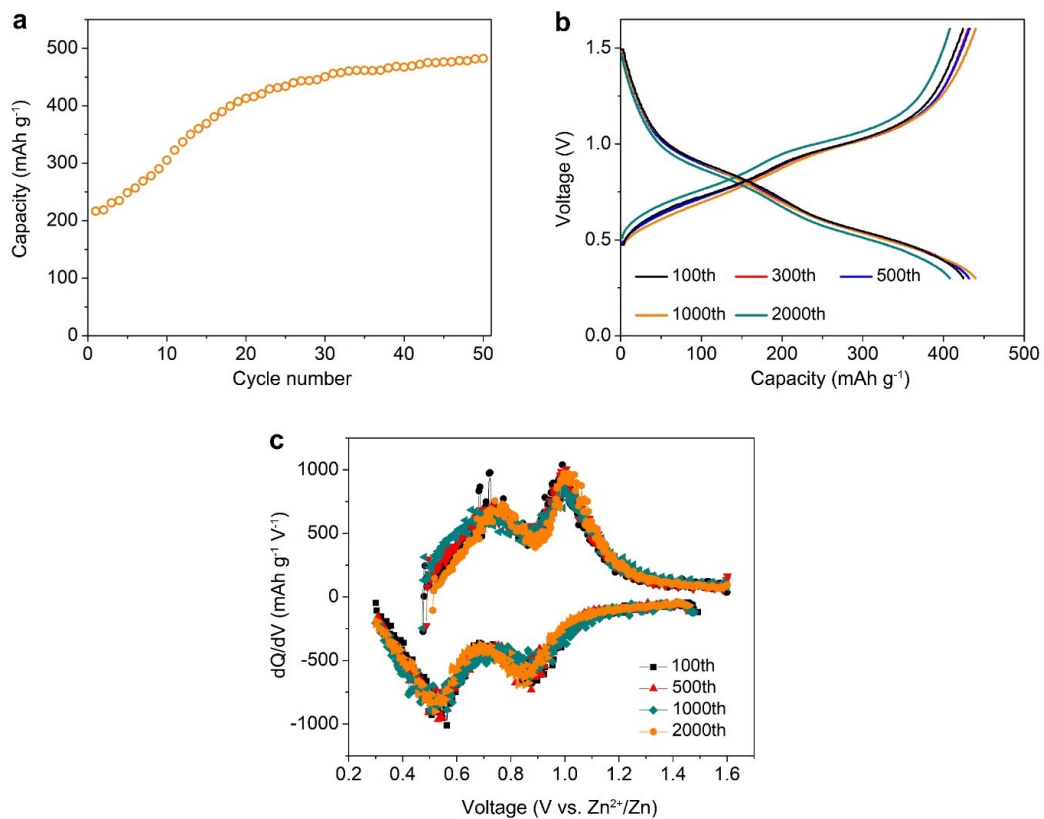 a
Capacity (mAh g⁻¹)
500
400
300
200
100
0
0 10 20 30 40 50
Cycle number
b
Voltage (V)
1.5
1.0
0.5
0.0
100th 300th 500th
1000th 2000th
0 100 200 300 400 500
Capacity (mAh g⁻¹)
c
dQ/dV (mAh g⁻¹ V⁻¹)
1000
500
0
-500
-1000
100th
500th
1000th
2000th
0.2 0.4 0.6 0.8 1.0 1.2 1.4 1.6
Voltage (V vs. Zn²⁺/Zn)